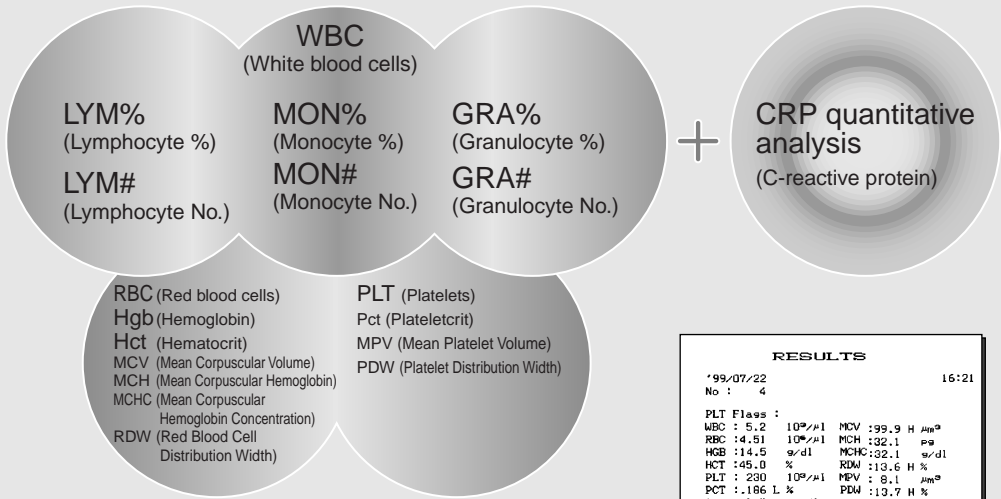 WBC
(White blood cells)
LYM%
(Lymphocyte %)
LYM#
(Lymphocyte No.)
MON%
(Monocyte %)
MON#
(Monocyte No.)
GRA%
(Granulocyte %)
GRA#
(Granulocyte No.)
+
CRP quantitative
analysis
(C-reactive protein)
RBC (Red blood cells)
Hgb (Hemoglobin)
Hct (Hematocrit)
MCV (Mean Corpuscular Volume)
MCH (Mean Corpuscular Hemoglobin)
MCHC (Mean Corpuscular
Hemoglobin Concentration)
RDW (Red Blood Cell
Distribution Width)
PLT (Platelets)
Pct (Plateletcrit)
MPV (Mean Platelet Volume)
PDW (Platelet Distribution Width)
RESULTS
'99/07/22 16:21
No : 4
PLT Flags :
WBC : 5.2 10³/µl MCV :99.9 H µm³
RBC :4.51 10⁶/µl MCH :32.1 pg
HGB :14.5 g/dl MCHC:32.1 g/dl
HCT :45.0 % RDW :13.6 H %
PLT : 230 10³/µl MPV : 8.1 µm³
PCT :.186 L % PDW :13.7 H %